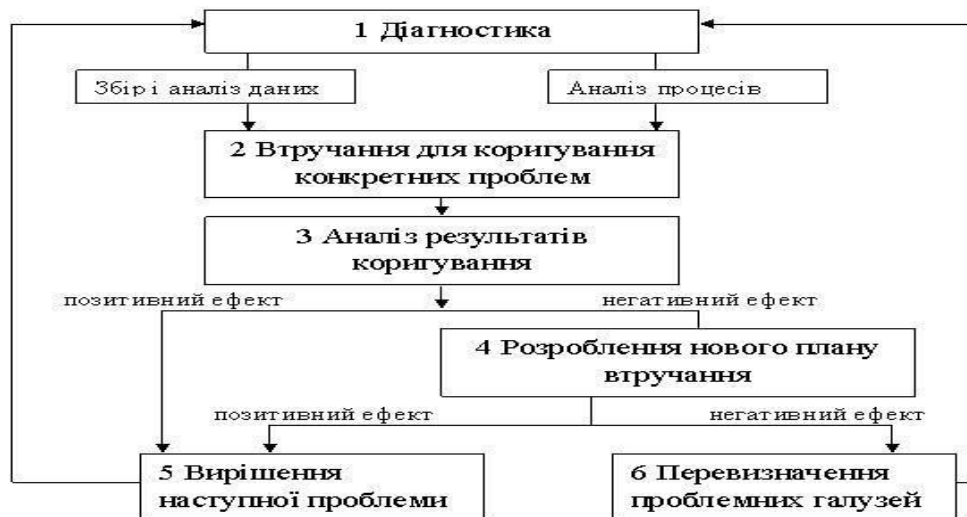 1 Діагностика
Збір і аналіз даних
Аналіз процесів
2 Втручання для коригування
конкретних проблем
3 Аналіз результатів
коригування
позитивний ефект
негативний ефект
4 Розроблення нового плану
втручання
позитивний ефект
негативний ефект
5 Вирішення
наступної проблеми
6 Перевизначення
проблемних галузей